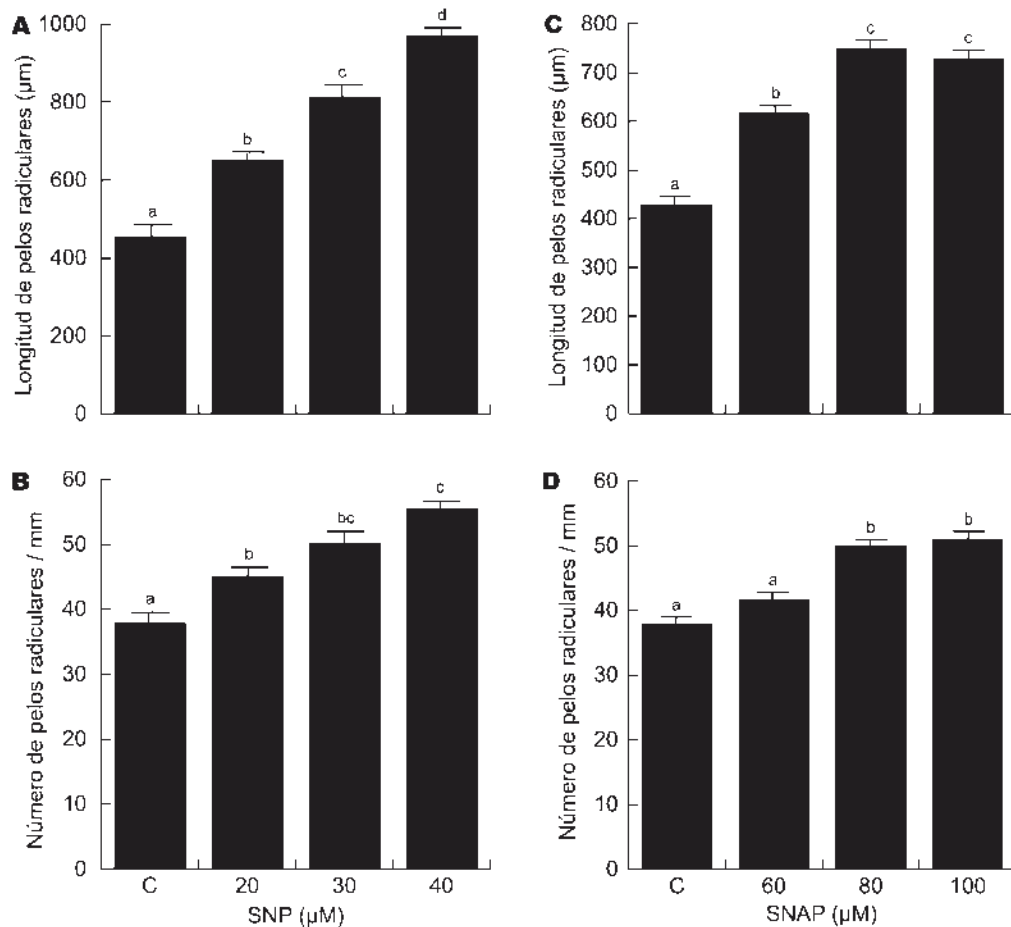 A
Longitud de pelos radiculares (µm)
1000
800
600
400
200
0
a
b
c
d
C
Longitud de pelos radiculares (µm)
800
700
600
500
400
300
200
100
0
a
b
c
c
B
Número de pelos radiculares / mm
60
50
40
30
20
10
0
a
b
bc
c
C 20 30 40
SNP (µM)
D
Número de pelos radiculares / mm
60
50
40
30
20
10
0
a
a
b
b
C 60 80 100
SNAP (µM)